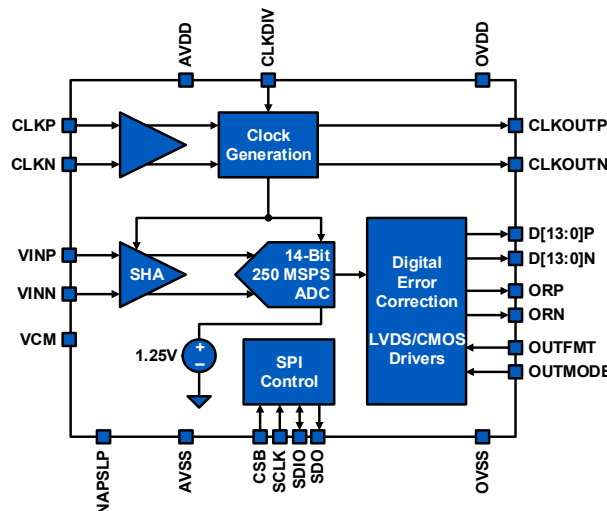 AVDD
CLKDIV
OVDD
CLKP
CLKN
Clock
Generation
CLKOUTP
CLKOUTN
VINP
VINN
SHA
14-Bit
250 MSPS
ADC
Digital
Error
Correction
LVDS/CMOS
Drivers
D[13:0]P
D[13:0]N
ORP
ORN
OUTFMT
OUTMODE
VCM
1.25V
+
–
SPI
Control
NAPSLP
AVSS
CSB
SCLK
SDIO
SDO
OVSS